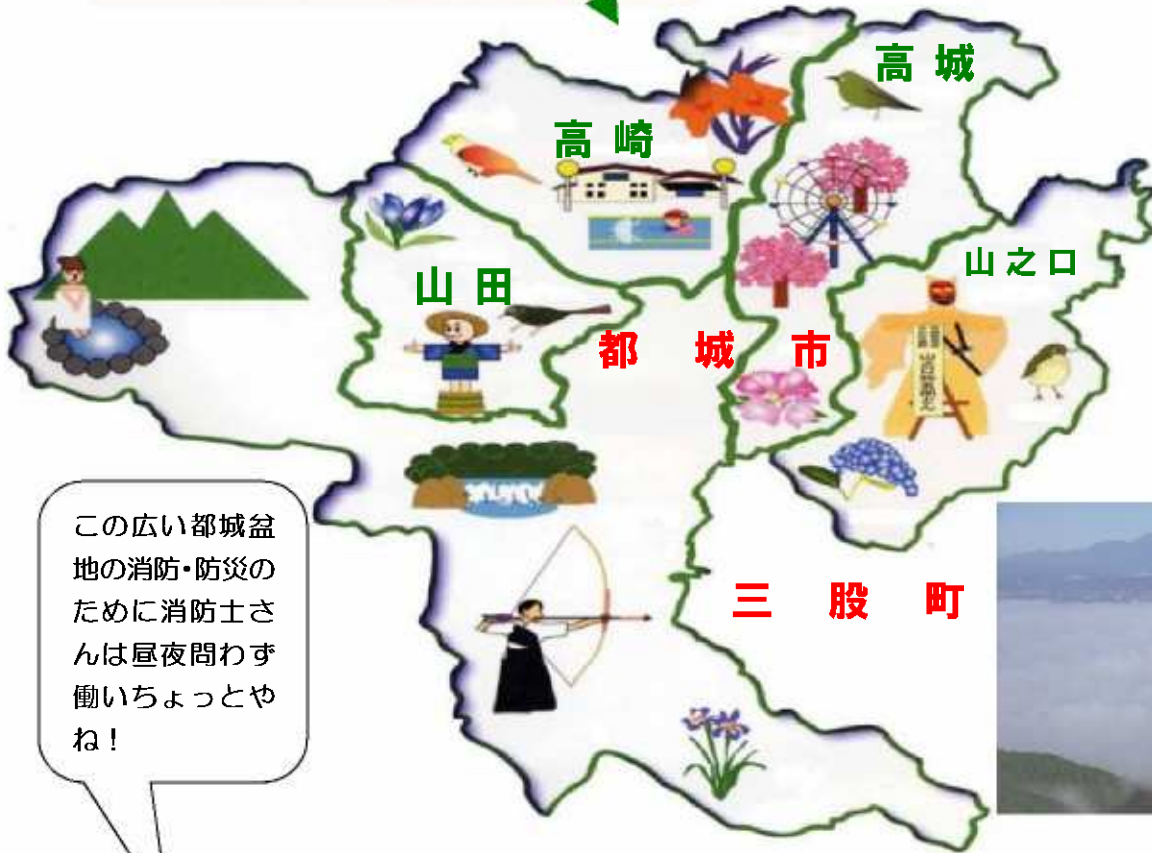 高城
高崎
山之口
山田
都城市
三股町
この広い都城盆
地の消防・防災の
ために消防士さ
んは昼夜問わず
働いちょっとや
ね！